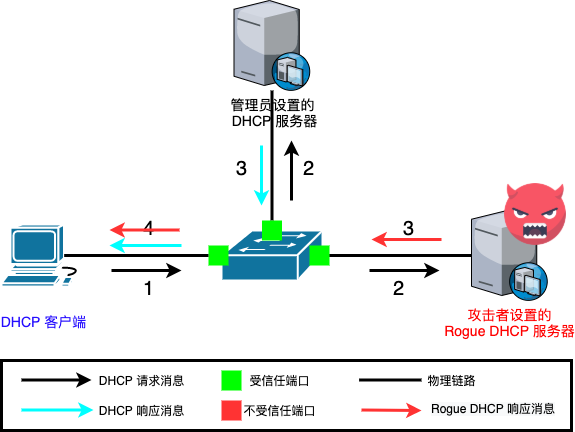 管理员设置的
DHCP 服务器
3
2
4
3
1
2
DHCP 客户端
攻击者设置的
Rogue DHCP 服务器
DHCP 请求消息
受信任端口
物理链路
DHCP 响应消息
不受信任端口
Rogue DHCP 响应消息